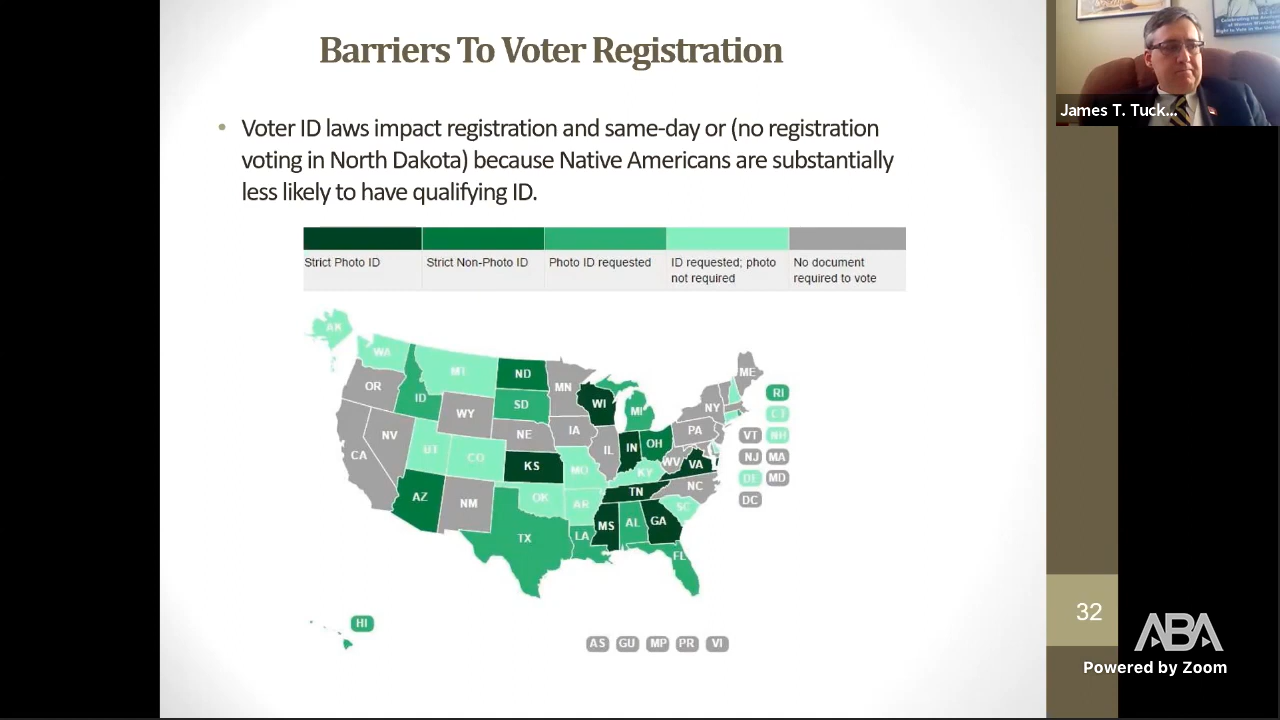 Barriers To Voter Registration
• Voter ID laws impact registration and same-day or (no registration
voting in North Dakota) because Native Americans are substantially
less likely to have qualifying ID.
Strict Photo ID
Strict Non-Photo ID
Photo ID requested
ID requested; photo
not required
No document
required to vote
AK
WA
MT
ND
MN
ME
OR
ID
SD
WI
MI
NY
RI
WY
CT
NV
NE
IA
PA
VT
NH
CA
UT
CO
KS
MO
IL
IN
OH
WV
VA
KY
NJ
MA
AZ
NM
OK
AR
TN
NC
DE
MD
TX
LA
MS
AL
GA
SC
DC
FL
HI
AS
GU
MP
PR
VI
James T. Tuck...
32
ABA
Powered by Zoom